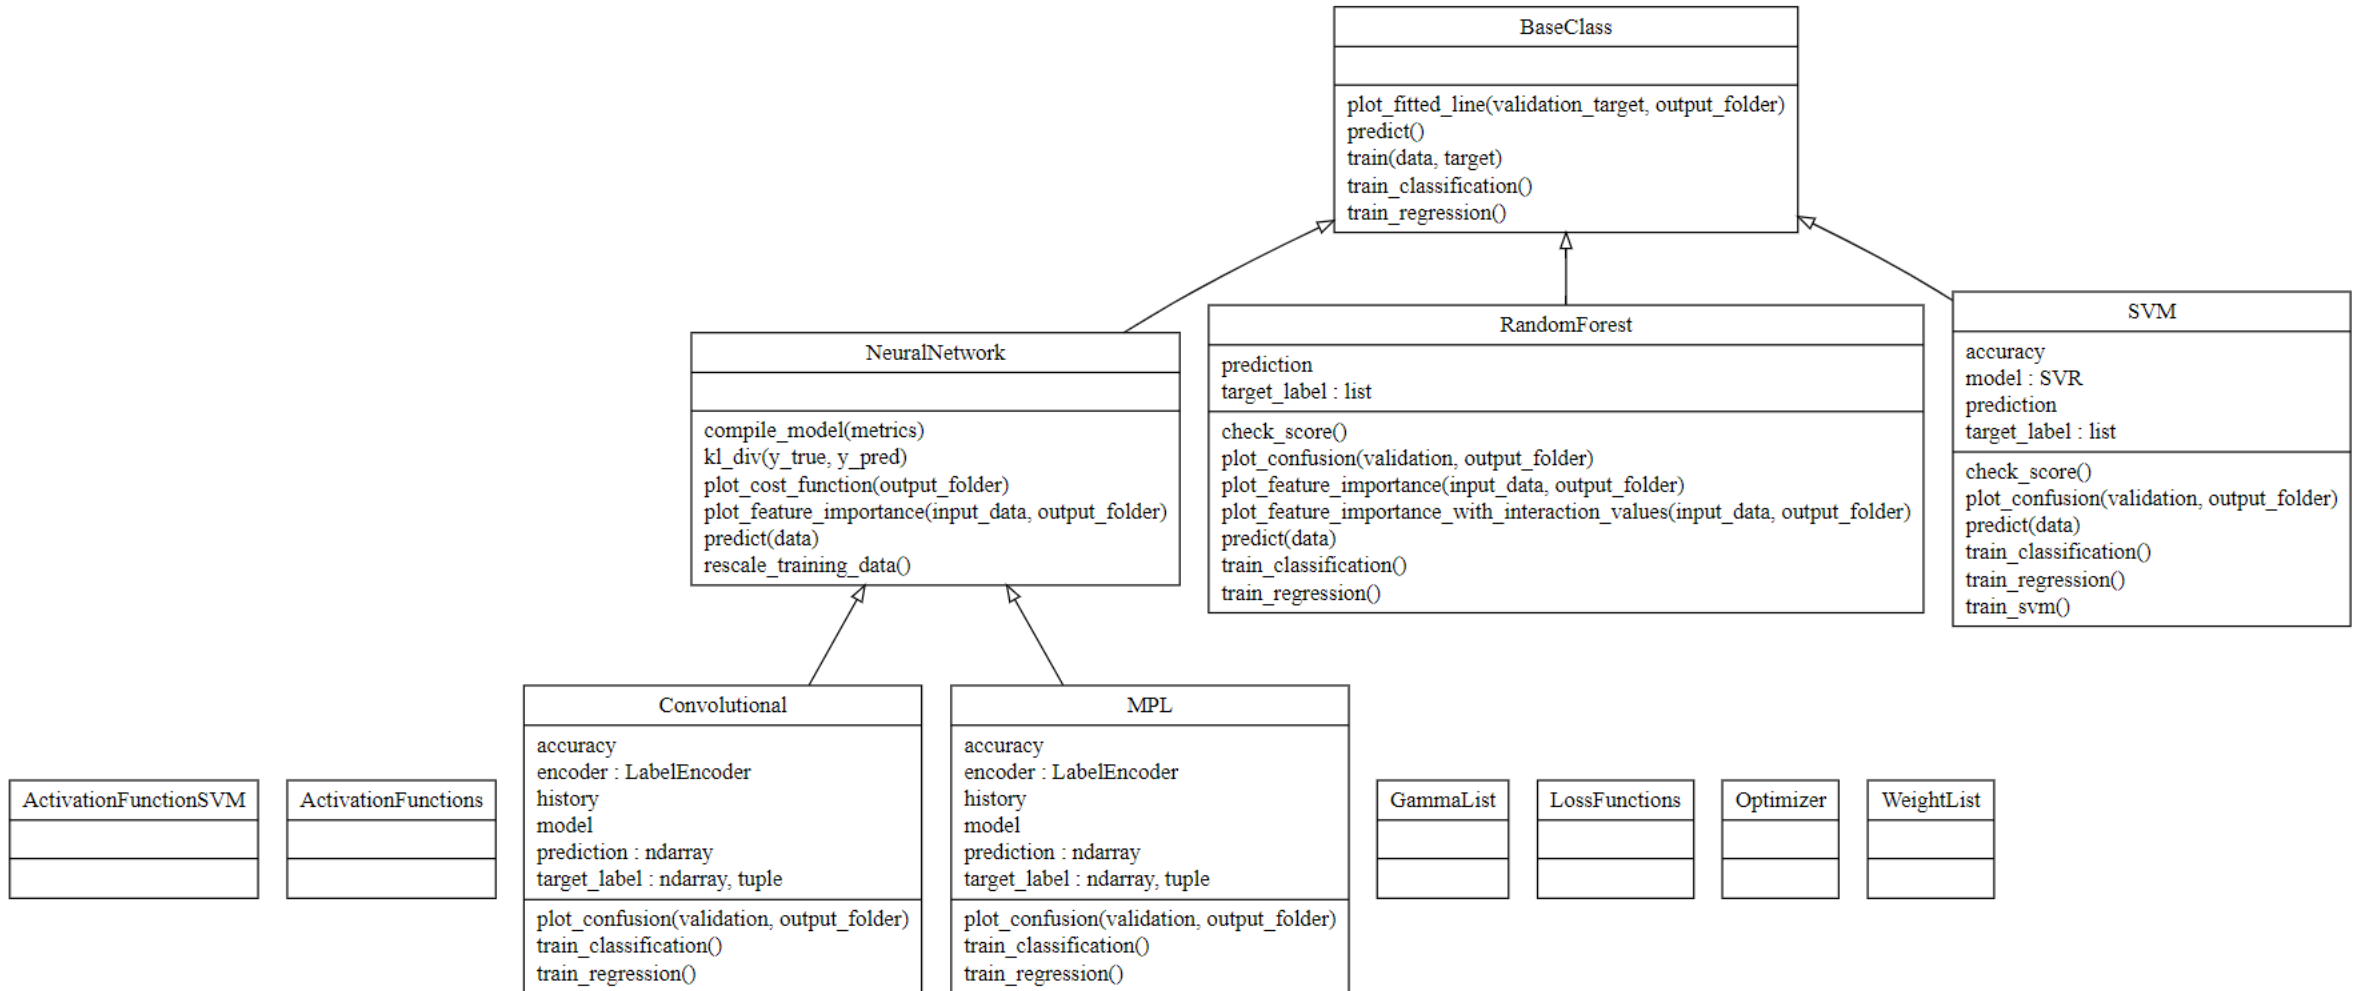 BaseClass
plot_fitted_line(validation_target, output_folder)
predict()
train(data, target)
train_classification()
train_regression()
NeuralNetwork
compile_model(metrics)
kl_div(y_true, y_pred)
plot_cost_function(output_folder)
plot_feature_importance(input_data, output_folder)
predict(data)
rescale_training_data()
RandomForest
prediction
target_label : list
check_score()
plot_confusion(validation, output_folder)
plot_feature_importance(input_data, output_folder)
plot_feature_importance_with_interaction_values(input_data, output_folder)
predict(data)
train_classification()
train_regression()
SVM
accuracy
model : SVR
prediction
target_label : list
check_score()
plot_confusion(validation, output_folder)
predict(data)
train_classification()
train_regression()
train_svm()
ActivationFunctionSVM
ActivationFunctions
Convolutional
accuracy
encoder : LabelEncoder
history
model
prediction : ndarray
target_label : ndarray, tuple
plot_confusion(validation, output_folder)
train_classification()
train_regression()
MPL
accuracy
encoder : LabelEncoder
history
model
prediction : ndarray
target_label : ndarray, tuple
plot_confusion(validation, output_folder)
train_classification()
train_regression()
GammaList
LossFunctions
Optimizer
WeightList